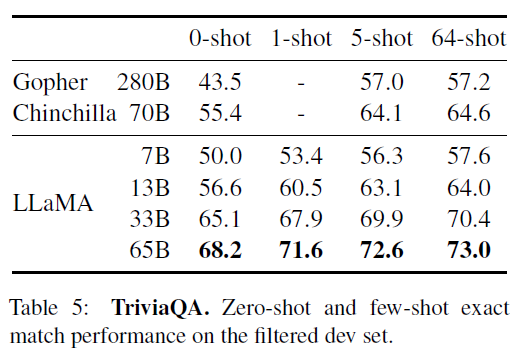 0-shot 1-shot 5-shot 64-shot
Gopher 280B 43.5 - 57.0 57.2
Chinchilla 70B 55.4 - 64.1 64.6
LLaMA
7B 50.0 53.4 56.3 57.6
13B 56.6 60.5 63.1 64.0
33B 65.1 67.9 69.9 70.4
65B 68.2 71.6 72.6 73.0
Table 5: TriviaQA. Zero-shot and few-shot exact
match performance on the filtered dev set.